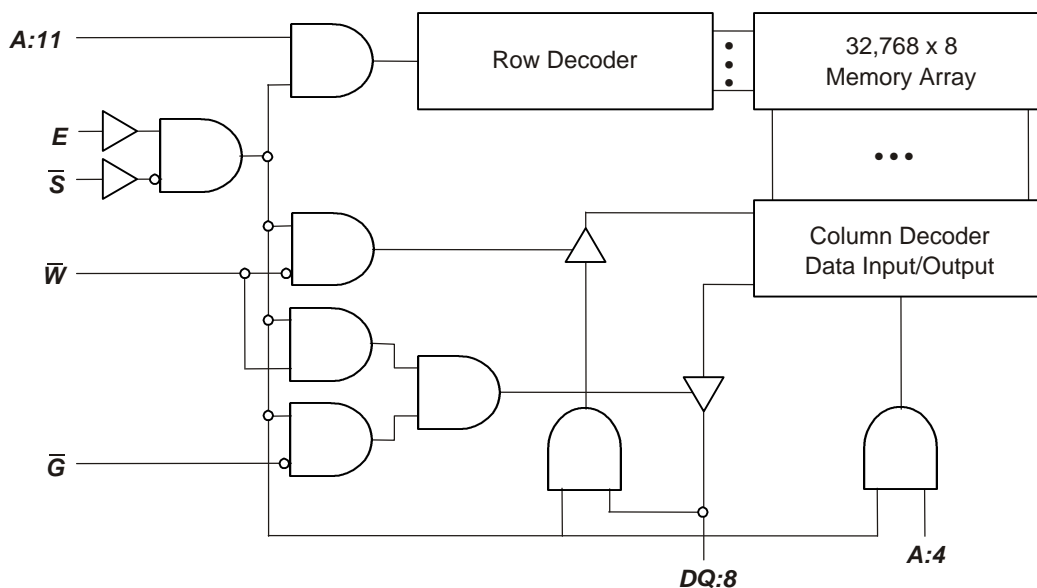 A:11
Row Decoder
32,768 x 8
Memory Array
E
S̅
W̅
Column Decoder
Data Input/Output
G̅
A:4
DQ:8